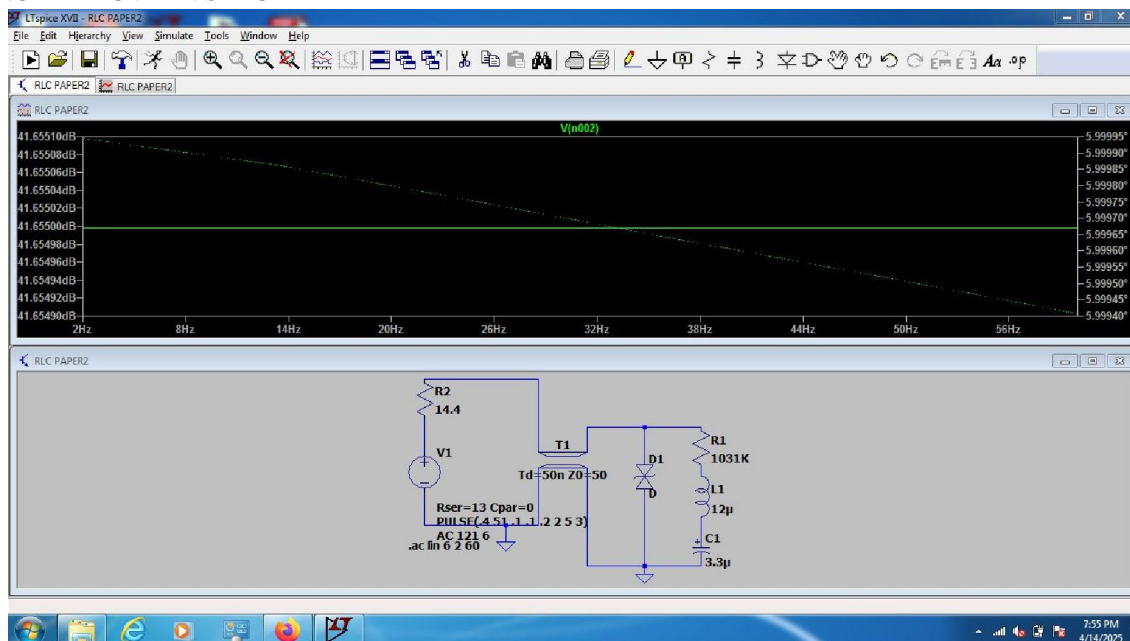 LTspice XVII - RLC PAPER2
File Edit Hierarchy View Simulate Tools Window Help
RLC PAPER2 RLC PAPER2
RLC PAPER2
V(n002)
41.65510dB 5.99995°
41.65508dB 5.99990°
41.65506dB 5.99985°
41.65504dB 5.99980°
41.65502dB 5.99975°
41.65500dB 5.99970°
41.65498dB 5.99965°
41.65496dB 5.99960°
41.65494dB 5.99955°
41.65492dB 5.99950°
41.65490dB 5.99945°
5.99940°
2Hz 8Hz 14Hz 20Hz 26Hz 32Hz 38Hz 44Hz 50Hz 56Hz
RLC PAPER2
R2
14.4
V1
T1
Td=50n Z0=50
D1
D
R1
1031K
L1
12µ
C1
3.3µ
Rser=13 Cpar=0
PULSE(.4 51 .1 .1 .2 2 5 3)
AC 121 6
.ac lin 6 2 60
7:55 PM
4/14/2025